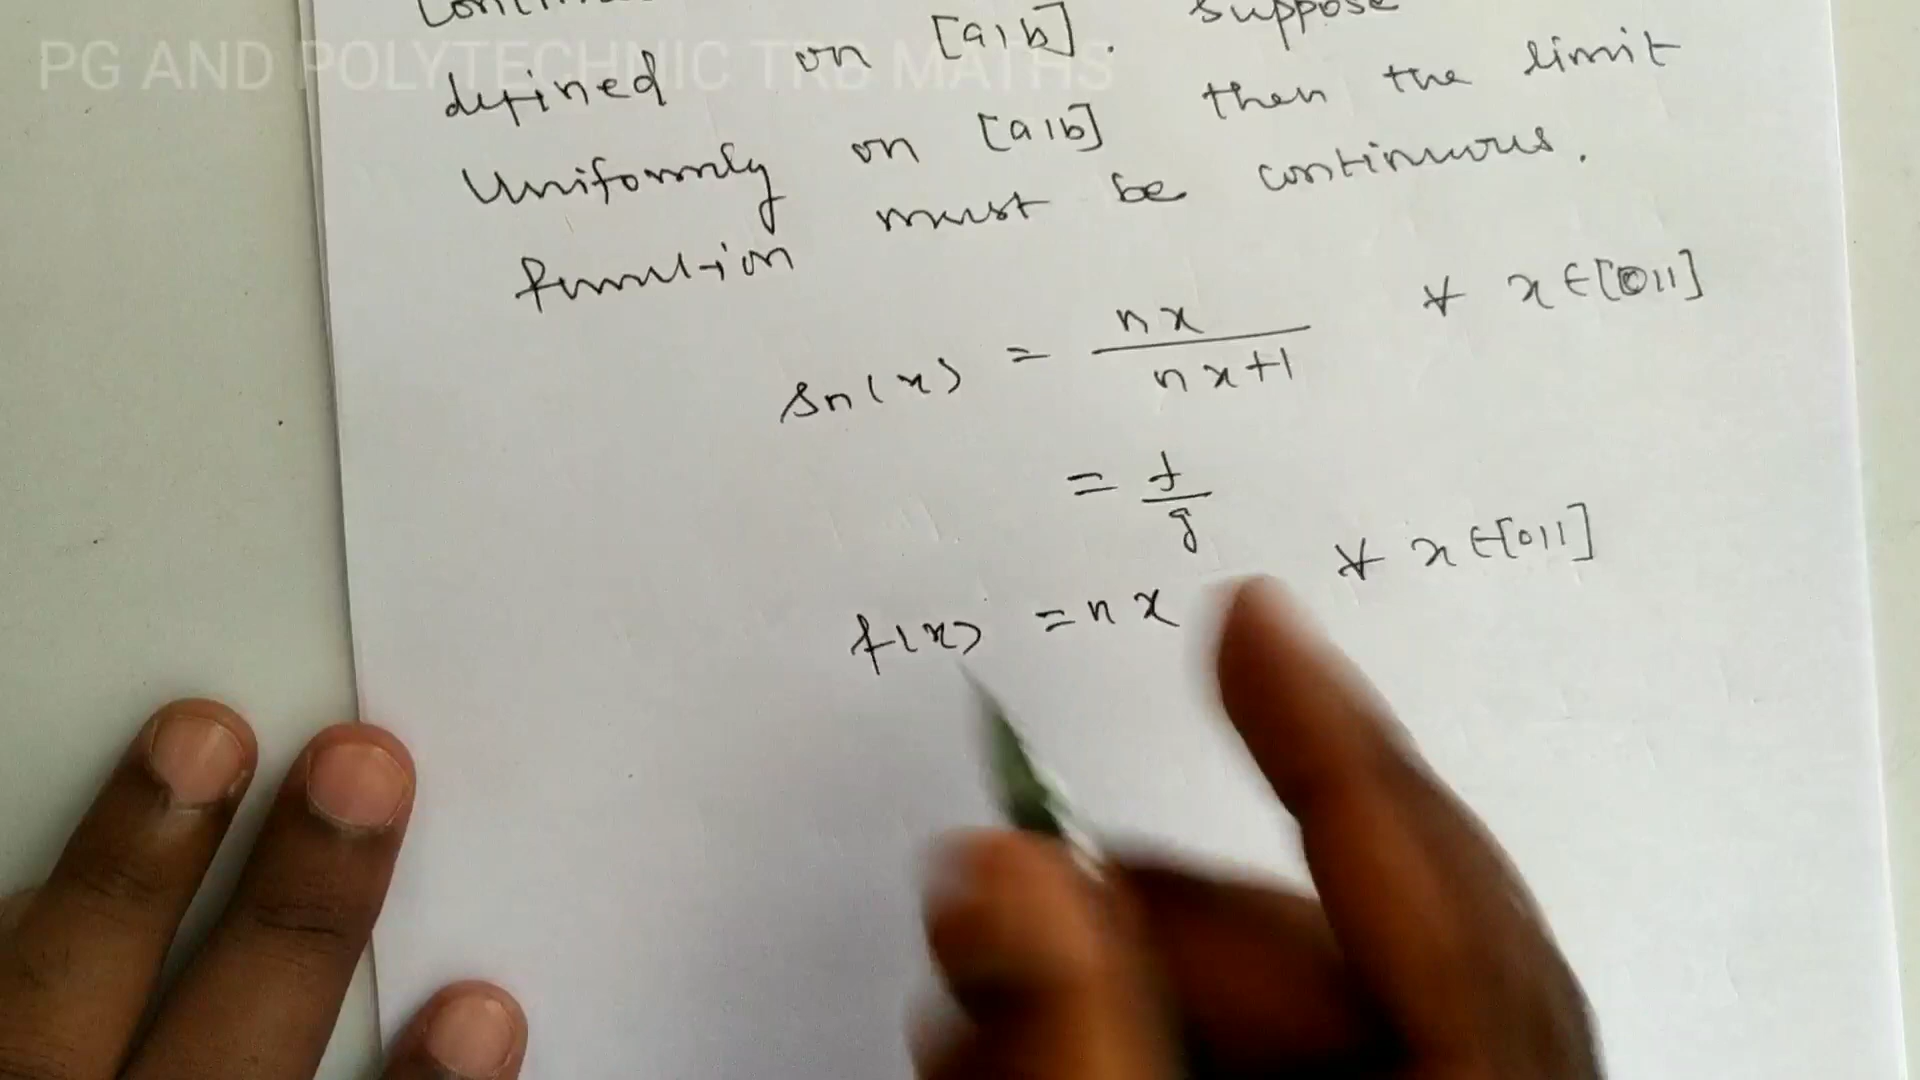 PG AND POLYTECHNIC TRB MATHS
defined on [a,b]. Suppose
Uniformly on [a,b] then the limit
function must be continuous.
Sn(x) = nx / nx+1 ∀ x∈[0,1]
= f / g
f(x) = nx ∀ x∈[0,1]